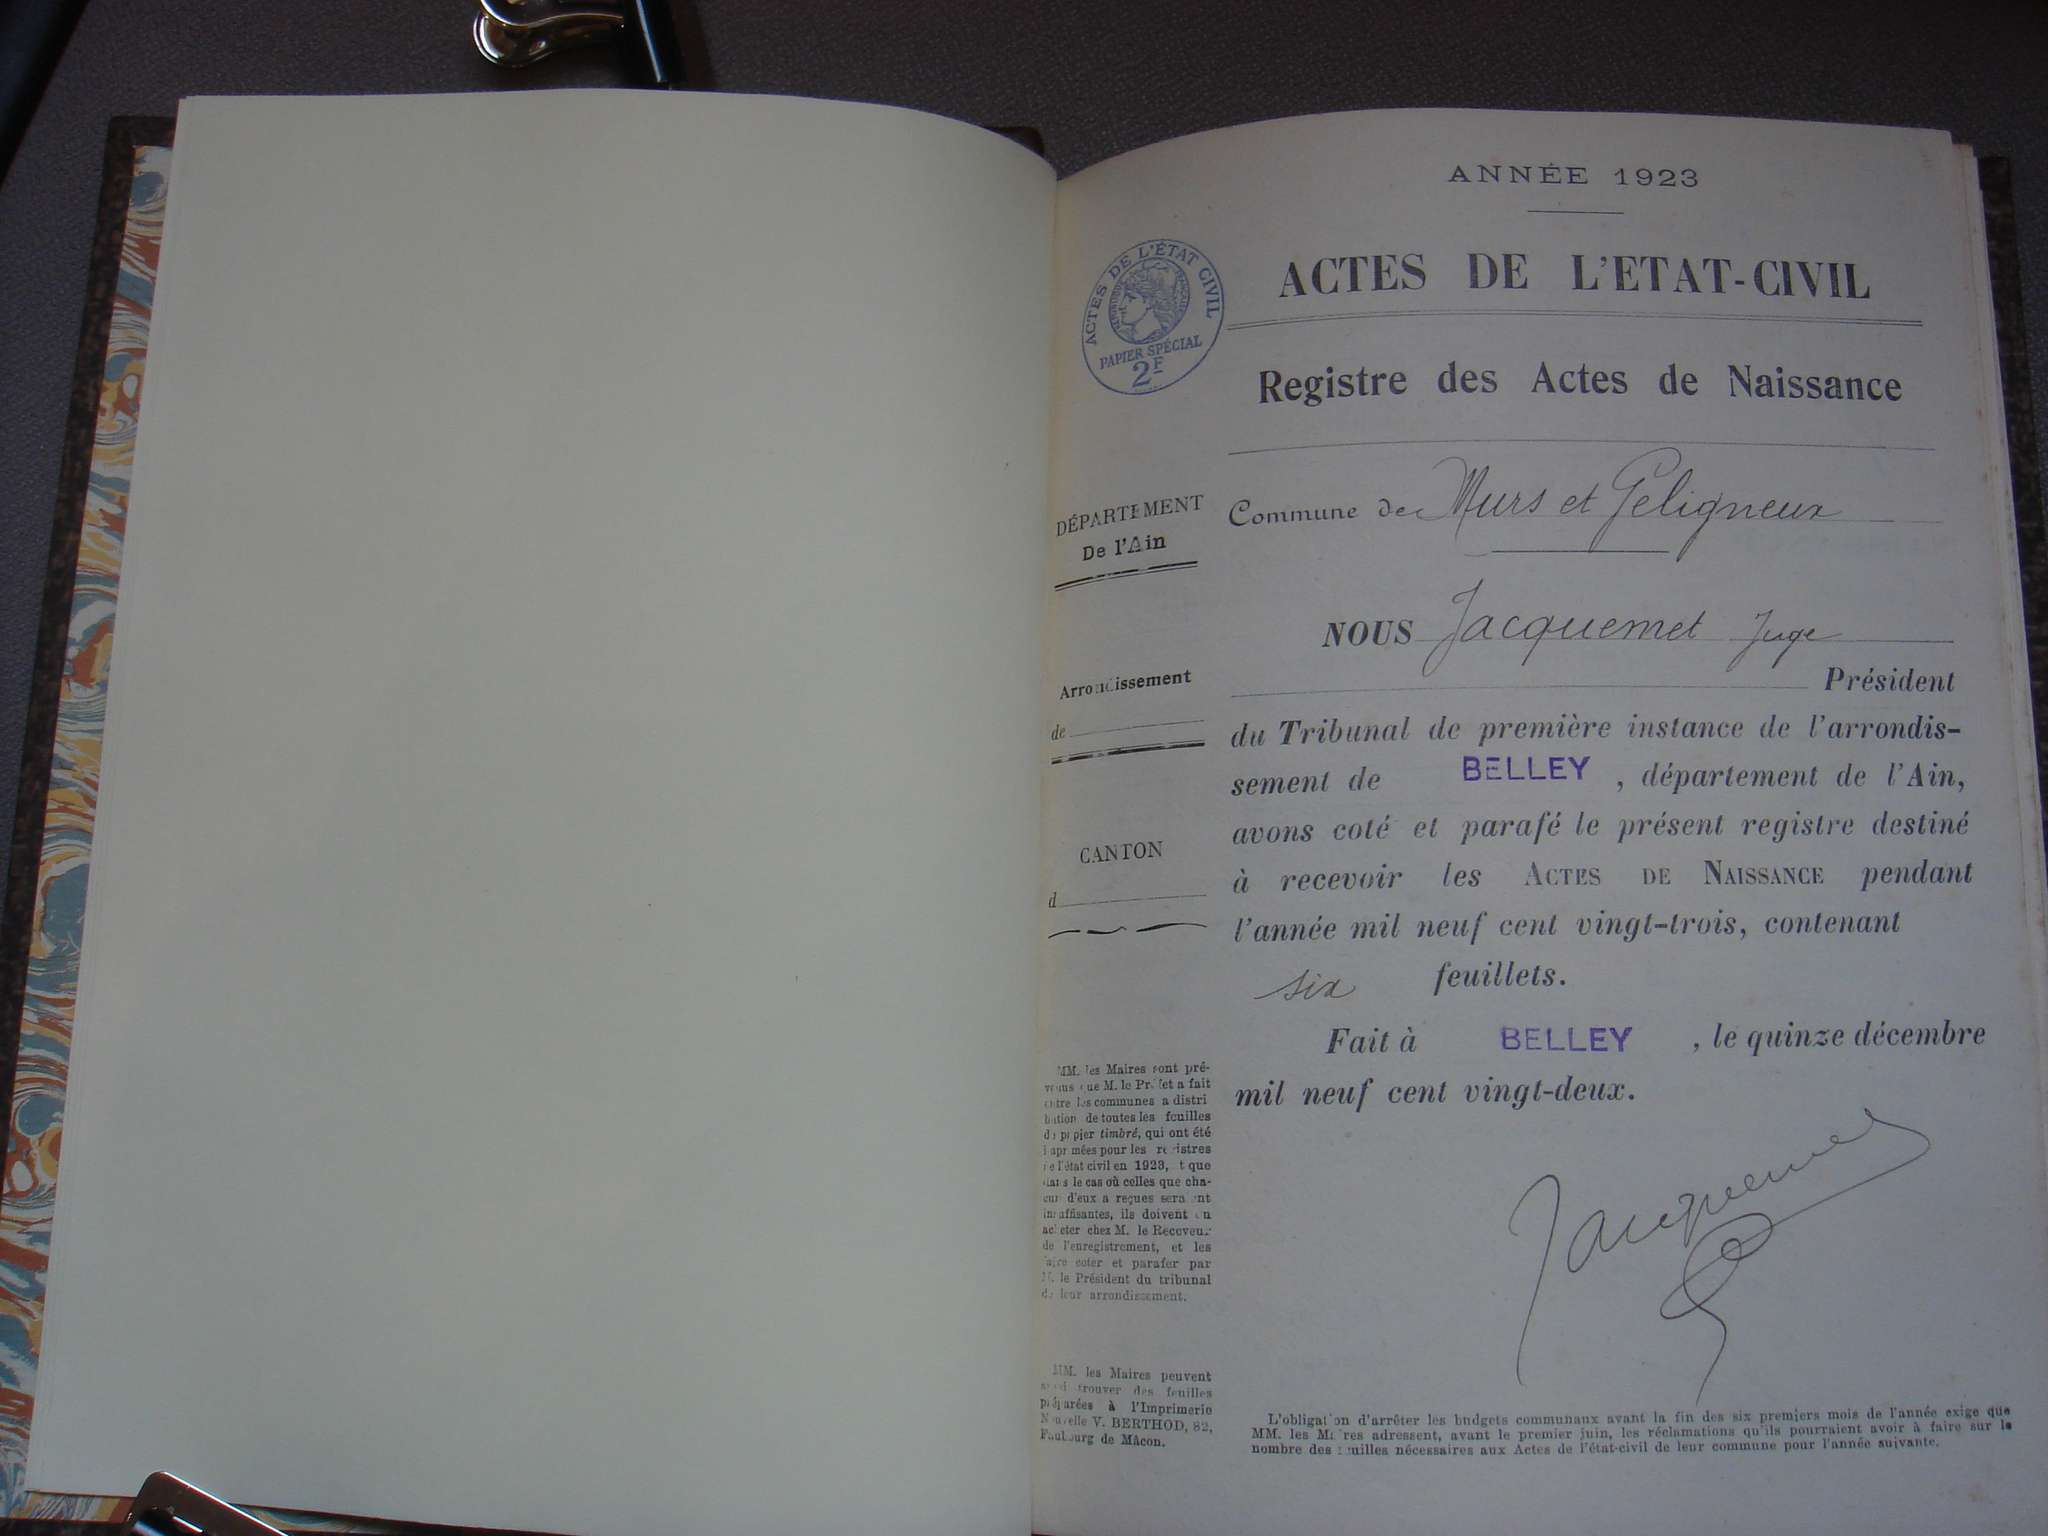 ANNÉE 1923
ACTES DE L'ÉTAT CIVIL
RÉPUBLIQUE FRANÇAISE
PAPIER SPÉCIAL
2F
ACTES DE L'ETAT-CIVIL
Registre des Actes de Naissance
DÉPARTEMENT
De l'Ain
Commune de Murs et Géligneux
NOUS Jacquemet Juge
Arrondissement
de
Président
du Tribunal de première instance de l'arrondis-
sement de BELLEY, département de l'Ain,
avons coté et parafé le présent registre destiné
CANTON
d
à recevoir les ACTES DE NAISSANCE pendant
l'année mil neuf cent vingt-trois, contenant
six feuillets.
Fait à BELLEY, le quinze décembre
mil neuf cent vingt-deux.
Jacquemet
MM. les Maires sont pré-
venus que M. le Préfet a fait
entre les communes a distri
bution de toutes les feuilles
du papier timbré, qui ont été
imprimées pour les registres
de l'état civil en 1923, et que
dans le cas où celles que cha-
cun d'eux a reçues seraient
insuffisantes, ils doivent en
acheter chez M. le Receveur
de l'enregistrement, et les
faire coter et parafer par
M. le Président du tribunal
de leur arrondissement.
MM. les Maires peuvent
aussi trouver des feuilles
préparées à l'Imprimerie
Nouvelle V. BERTHOD, 82,
Faubourg de Mâcon.
L'obligation d'arrêter les budgets communaux avant la fin des six premiers mois de l'année exige que
MM. les Maires adressent, avant le premier juin, les réclamations qu'ils pourraient avoir à faire sur le
nombre des feuilles nécessaires aux Actes de l'état-civil de leur commune pour l'année suivante.